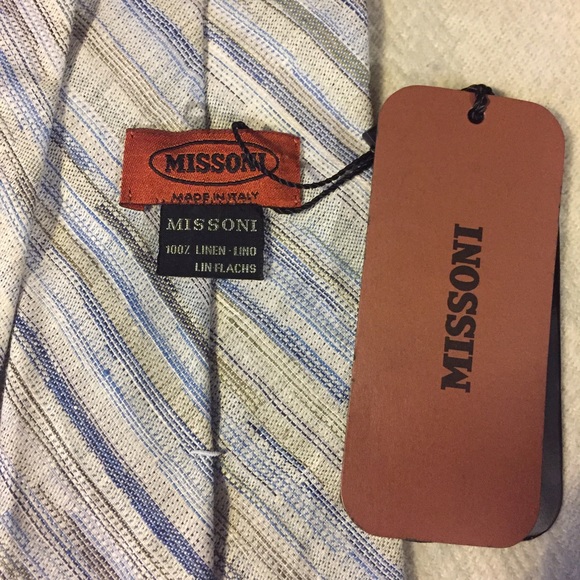 MISSONI
MADE IN ITALY
MISSONI
100% LINEN-LINO
LIN FLACHS
MISSONI